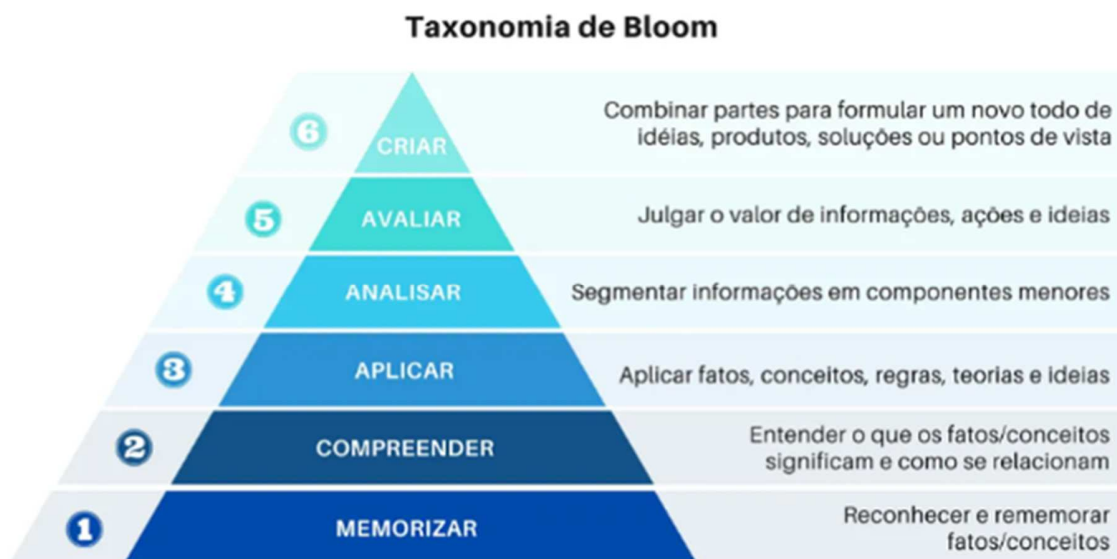 Taxonomia de Bloom
6
CRIAR
Combinar partes para formular um novo todo de
idéias, produtos, soluções ou pontos de vista
5
AVALIAR
Julgar o valor de informações, ações e ideias
4
ANALISAR
Segmentar informações em componentes menores
3
APLICAR
Aplicar fatos, conceitos, regras, teorias e ideias
2
COMPREENDER
Entender o que os fatos/conceitos
significam e como se relacionam
1
MEMORIZAR
Reconhecer e rememorar
fatos/conceitos